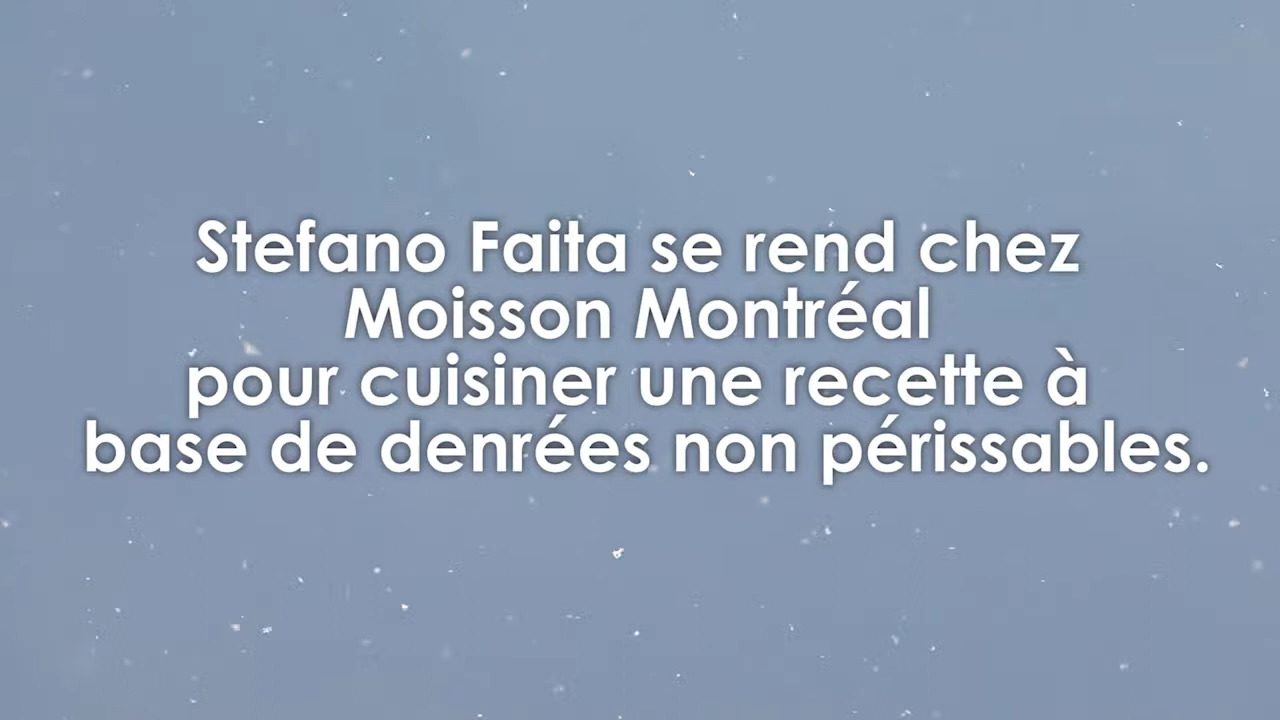 Stefano Faita se rend chez
Moisson Montréal
pour cuisiner une recette à
base de denrées non périssables.